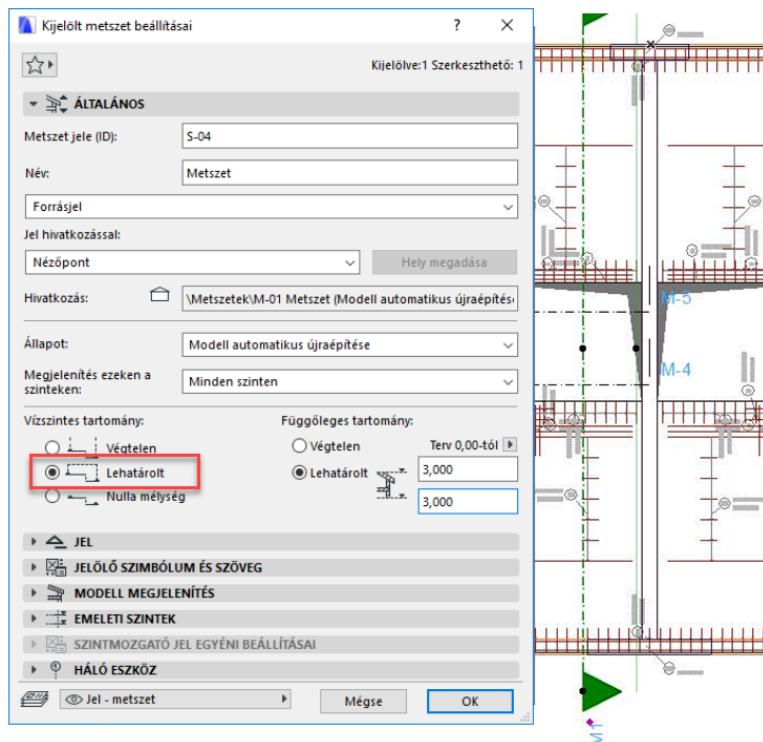 Kijelölt metszet beállításai
?
Kijelölve:1 Szerkeszthető: 1
ÁLTALÁNOS
Metszet jele (ID):
S-04
Név:
Metszet
Forrásjel
Jel hivatkozással:
Nézőpont
Hely megadása
Hivatkozás:
\Metszetek\M-01 Metszet (Modell automatikus újraépítés
Állapot:
Modell automatikus újraépítése
Megjelenítés ezeken a
szinteken:
Minden szinten
Vízszintes tartomány:
Függőleges tartomány:
Végtelen
Végtelen
Terv 0,00-tól
Lehatárolt
Lehatárolt
3,000
Nulla mélység
3,000
JEL
JELÖLŐ SZIMBÓLUM ÉS SZÖVEG
MODELL MEGJELENÍTÉS
EMELETI SZINTEK
SZINTMOZGATÓ JEL EGYÉNI BEÁLLÍTÁSAI
HÁLÓ ESZKÖZ
Jel - metszet
Mégse
OK
M-5
M-4